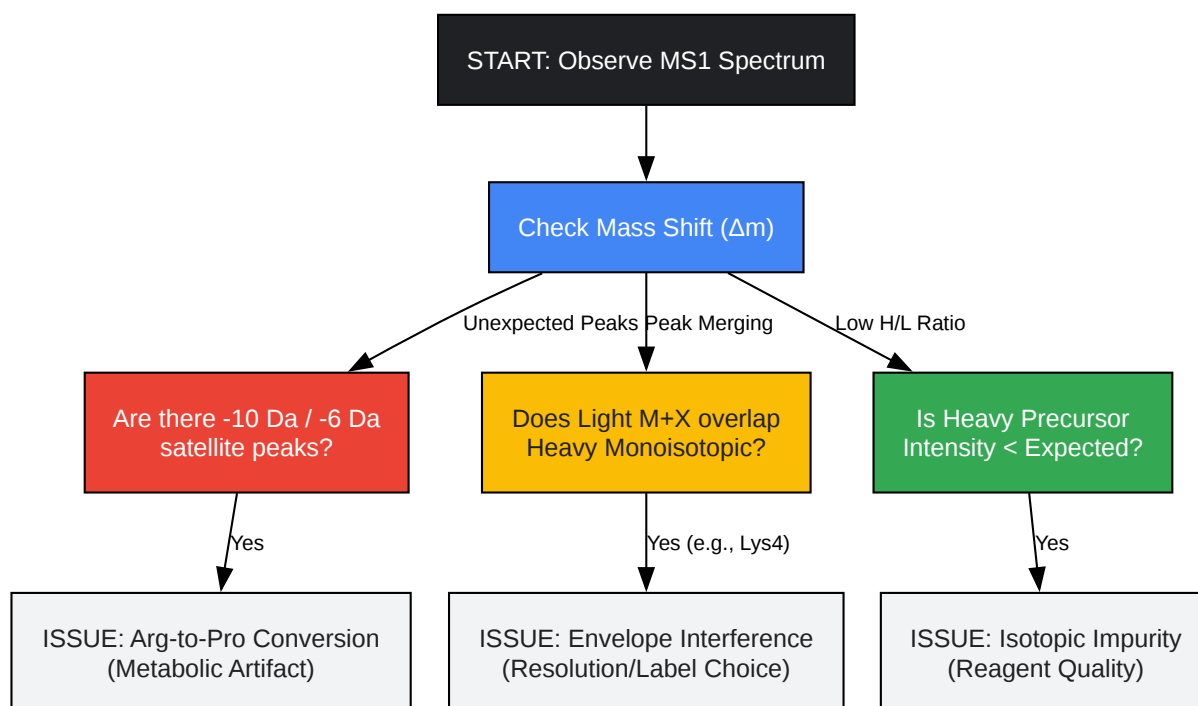 START: Observe MS1 Spectrum
Check Mass Shift (Δm)
Unexpected Peaks
Peak Merging
Low H/L Ratio
Are there -10 Da / -6 Da
satellite peaks?
Does Light M+X overlap
Heavy Monoisotopic?
Is Heavy Precursor
Intensity < Expected?
Yes
Yes (e.g., Lys4)
Yes
ISSUE: Arg-to-Pro Conversion
(Metabolic Artifact)
ISSUE: Envelope Interference
(Resolution/Label Choice)
ISSUE: Isotopic Impurity
(Reagent Quality)